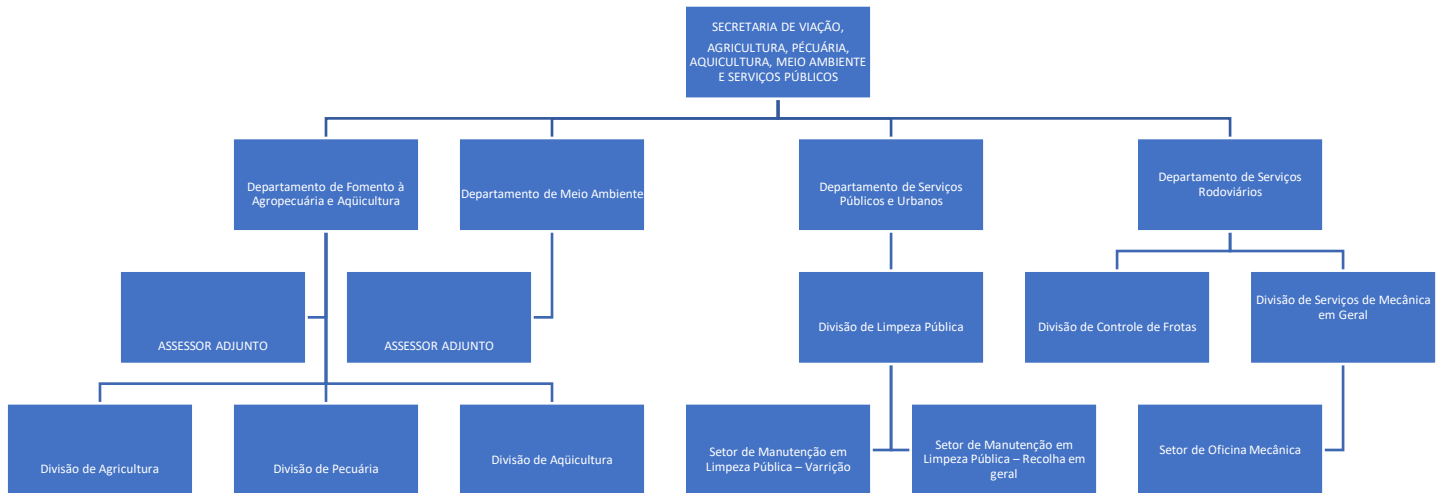 SECRETARIA DE VIAÇÃO,
AGRICULTURA, PÉCUÁRIA,
AQUICULTURA, MEIO AMBIENTE
E SERVIÇOS PÚBLICOS
Departamento de Fomento à
Agropecuária e Aqüicultura
Departamento de Meio Ambiente
Departamento de Serviços
Públicos e Urbanos
Departamento de Serviços
Rodoviários
ASSESSOR ADJUNTO
ASSESSOR ADJUNTO
Divisão de Limpeza Pública
Divisão de Controle de Frotas
Divisão de Serviços de Mecânica
em Geral
Divisão de Agricultura
Divisão de Pecuária
Divisão de Aqüicultura
Setor de Manutenção em
Limpeza Pública – Varrição
Setor de Manutenção em
Limpeza Pública – Recolha em
geral
Setor de Oficina Mecânica